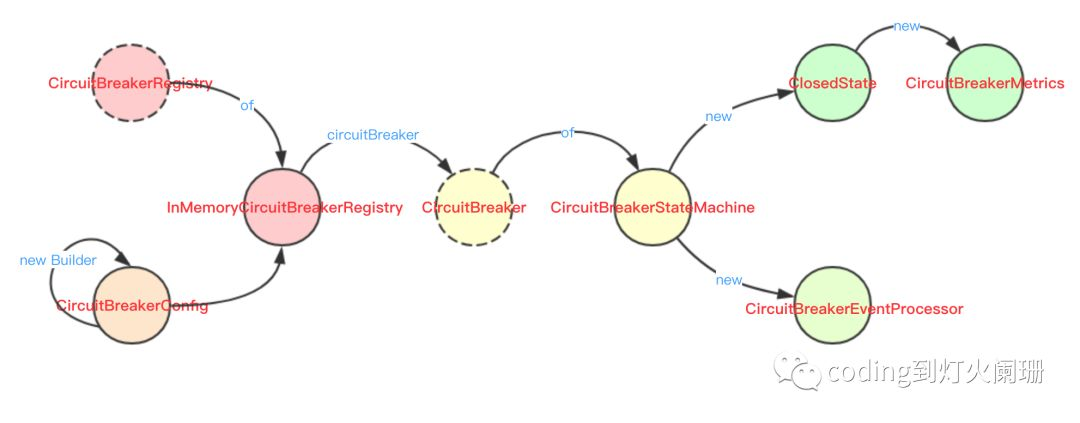 new
CircuitBreakerRegistry
ClosedState
CircuitBreakerMetrics
of
new
circuitBreaker
of
InMemoryCircuitBreakerRegistry
CircuitBreaker
CircuitBreakerStateMachine
new Builder
new
CircuitBreakerConfig
CircuitBreakerEventProcessor
coding到灯火阑珊